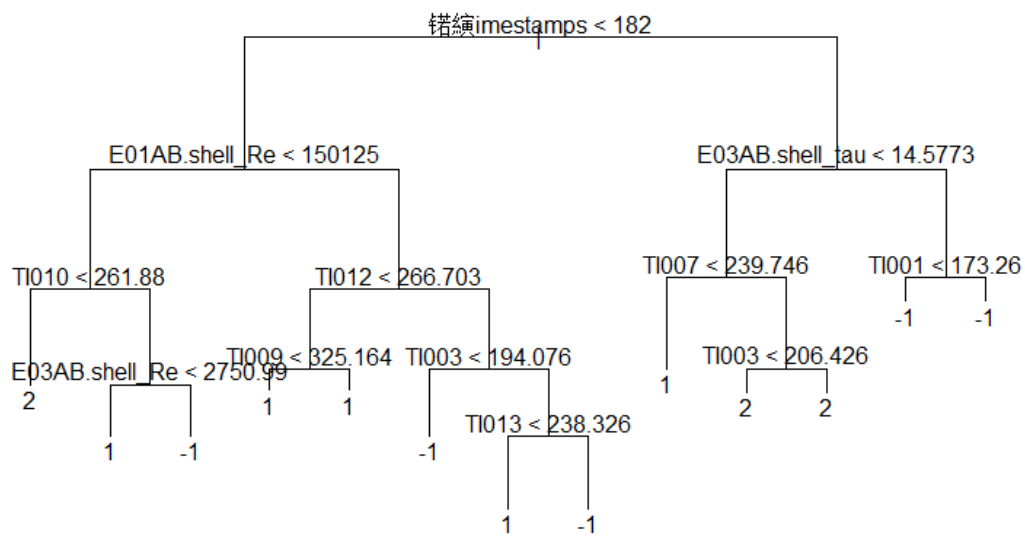 锘縯imestamps < 182
E01AB.shell_Re < 150125
E03AB.shell_tau < 14.5773
TI010 < 261.88
TI012 < 266.703
TI007 < 239.746
TI001 < 173.26
-1
-1
E03AB.shell_Re < 2750.99
TI009 < 325.164
TI003 < 194.076
TI003 < 206.426
2
1
1
1
2
2
1
-1
-1
TI013 < 238.326
1
-1